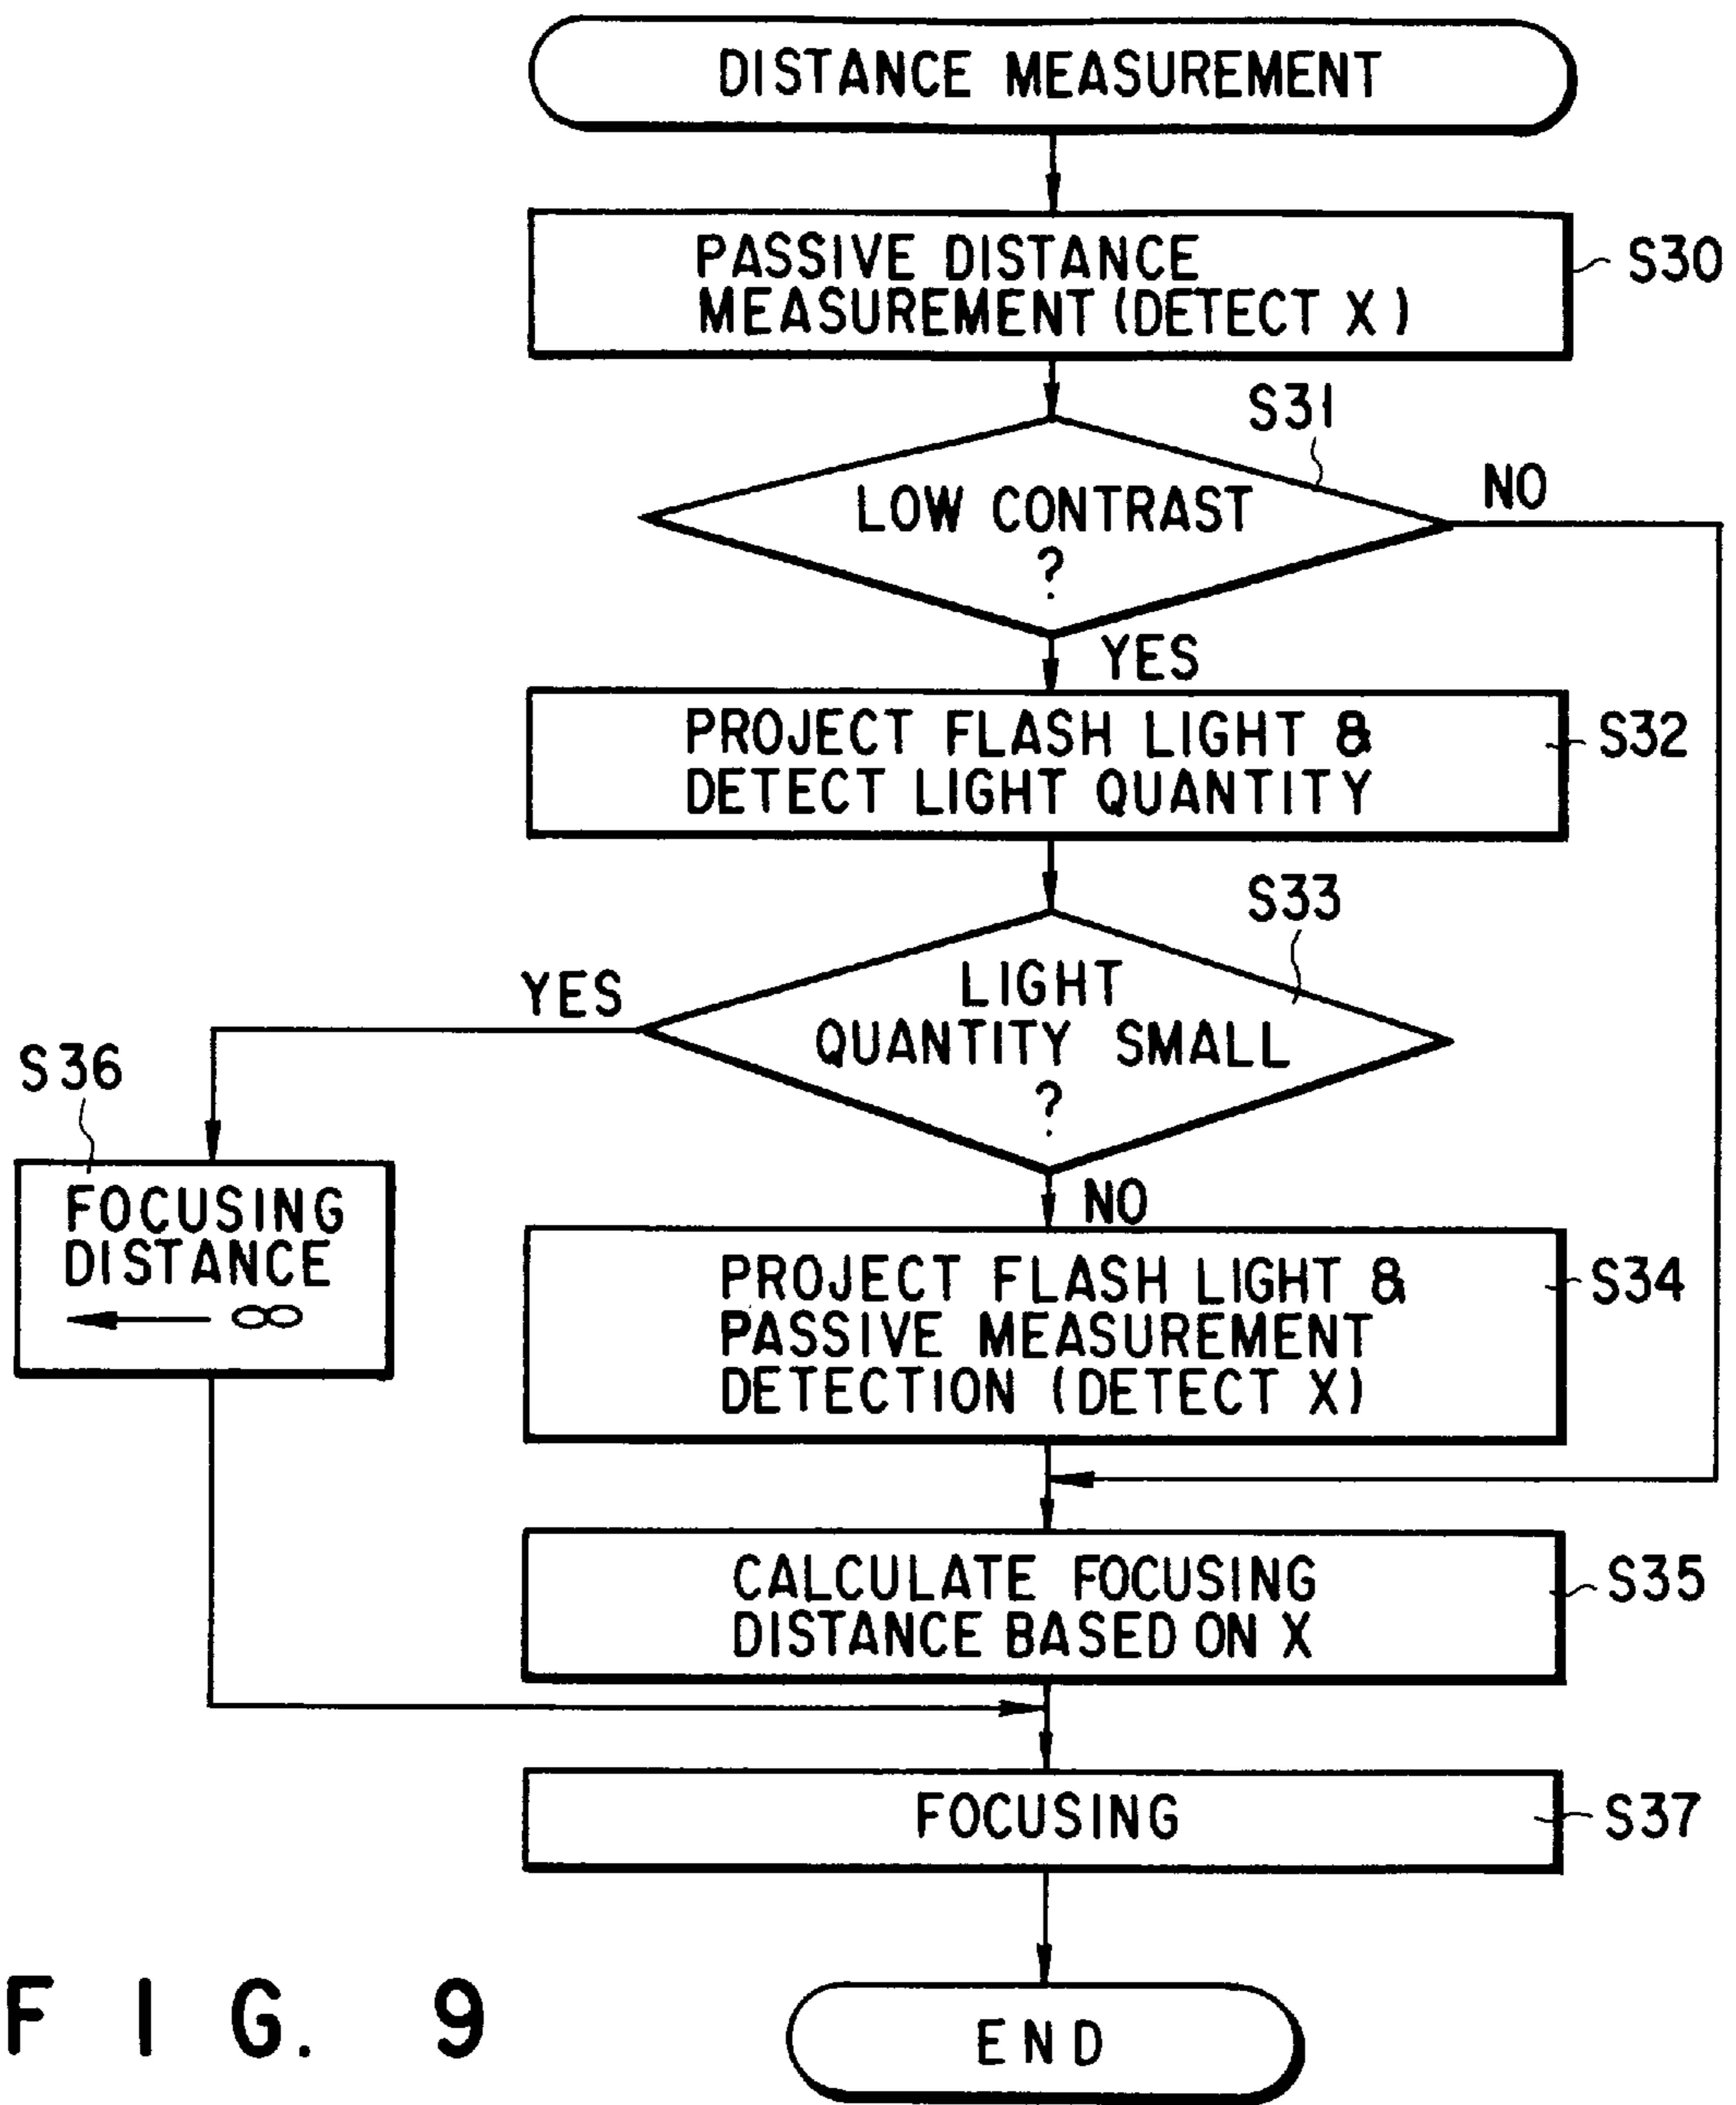 DISTANCE MEASUREMENT
PASSIVE DISTANCE
MEASUREMENT (DETECT X)
S30
S31
LOW CONTRAST
?
NO
YES
PROJECT FLASH LIGHT &
DETECT LIGHT QUANTITY
S32
S33
LIGHT
QUANTITY SMALL
?
YES
S36
FOCUSING
DISTANCE
← ∞
NO
PROJECT FLASH LIGHT &
PASSIVE MEASUREMENT
DETECTION (DETECT X)
S34
CALCULATE FOCUSING
DISTANCE BASED ON X
S35
FOCUSING
S37
END
FIG. 9